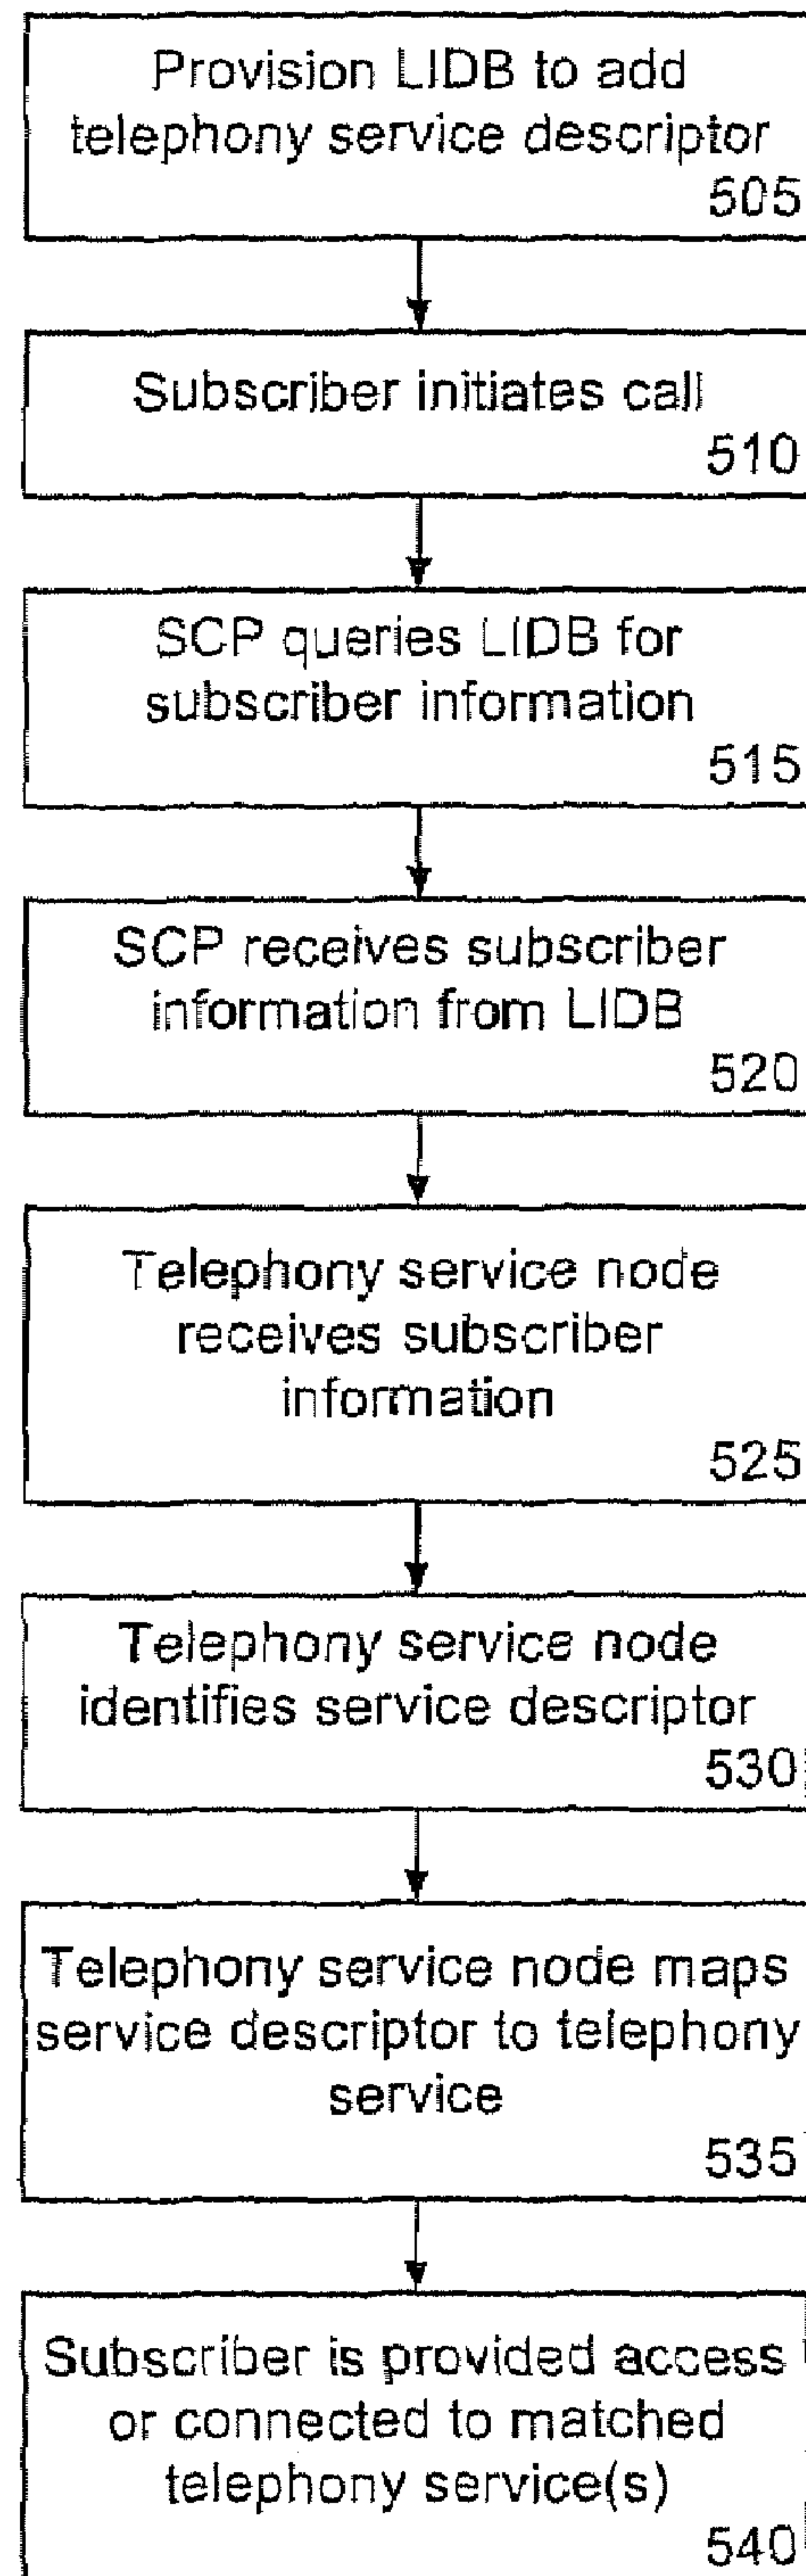 Provision LIDB to add
telephony service descriptor
505
Subscriber initiates call
510
SCP queries LIDB for
subscriber information
515
SCP receives subscriber
information from LIDB
520
Telephony service node
receives subscriber
information
525
Telephony service node
identifies service descriptor
530
Telephony service node maps
service descriptor to telephony
service
535
Subscriber is provided access
or connected to matched
telephony service(s)
540